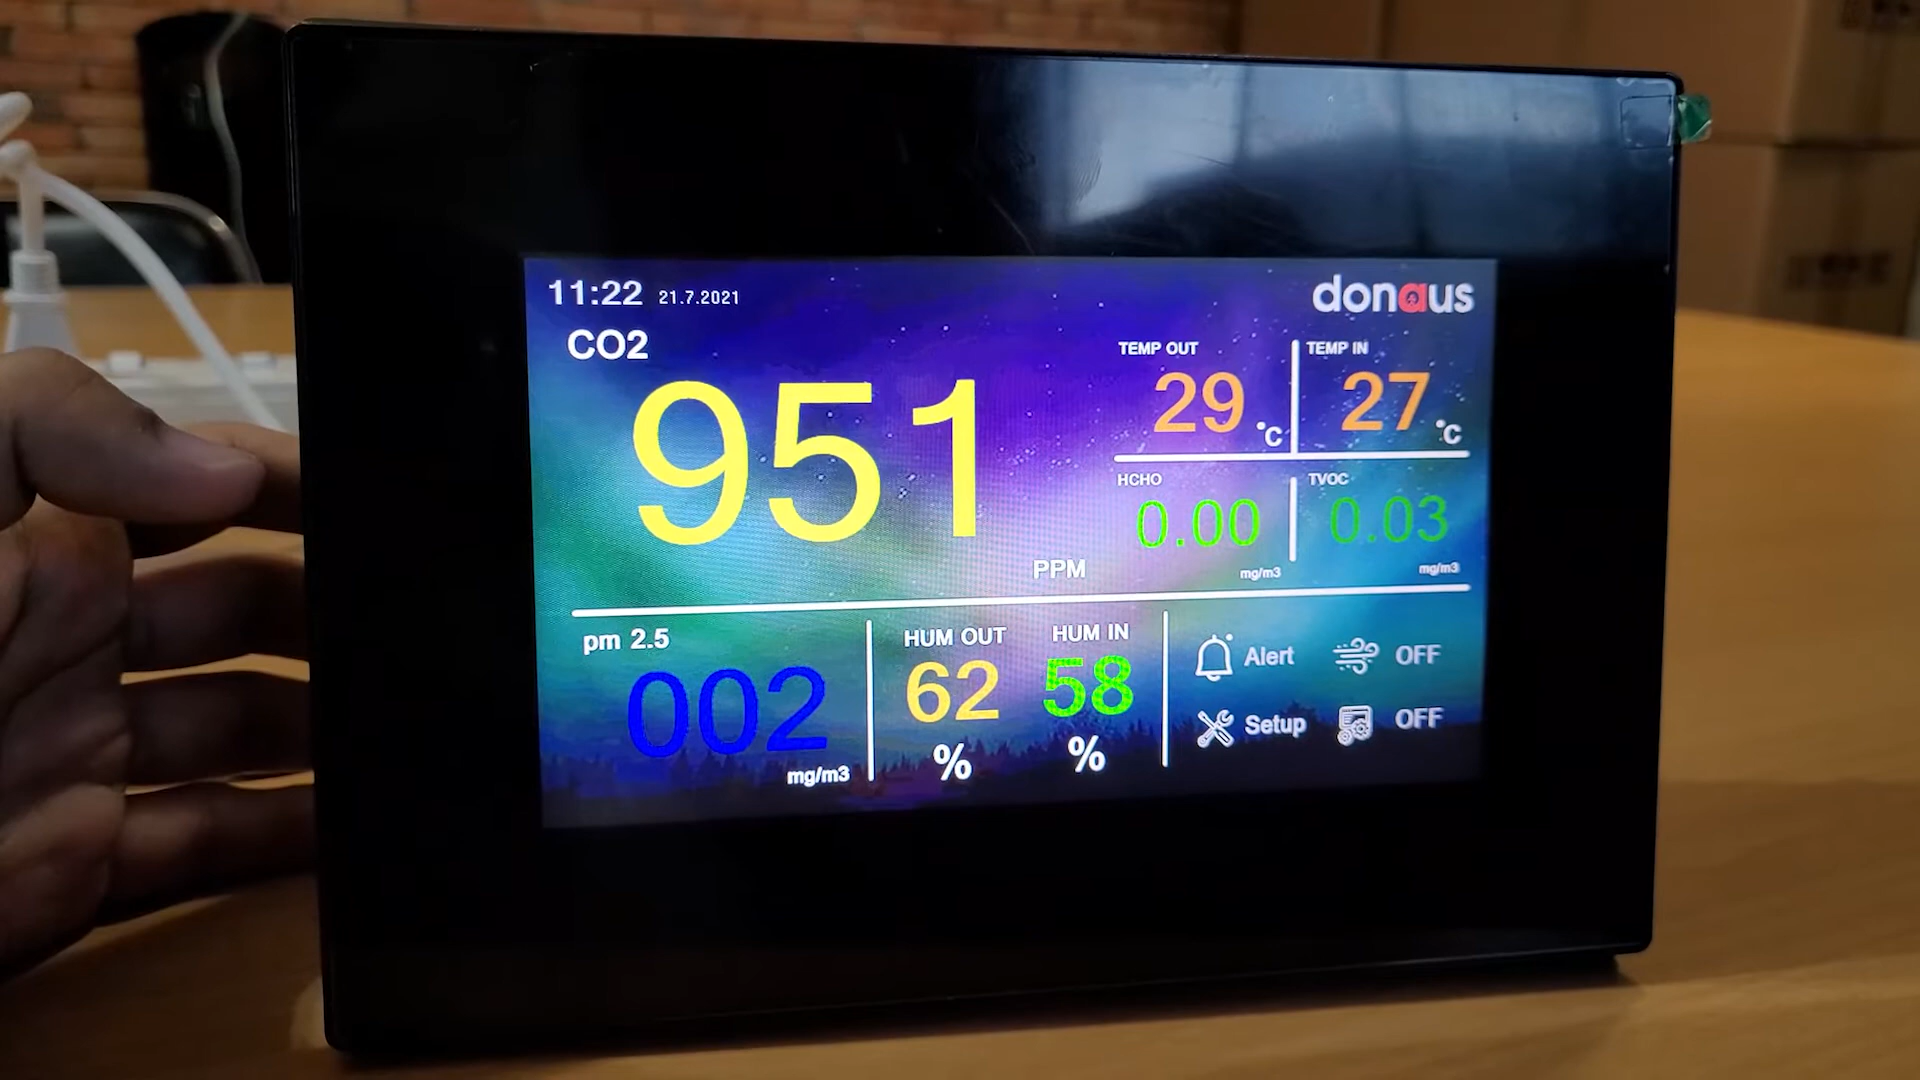 11:22 21.7.2021
donaus
CO2
951
PPM
TEMP OUT
29 °C
TEMP IN
27 °C
HCHO
0.00
mg/m3
TVOC
0.03
mg/m3
pm 2.5
002
mg/m3
HUM OUT
62
%
HUM IN
58
%
Alert
OFF
Setup
OFF